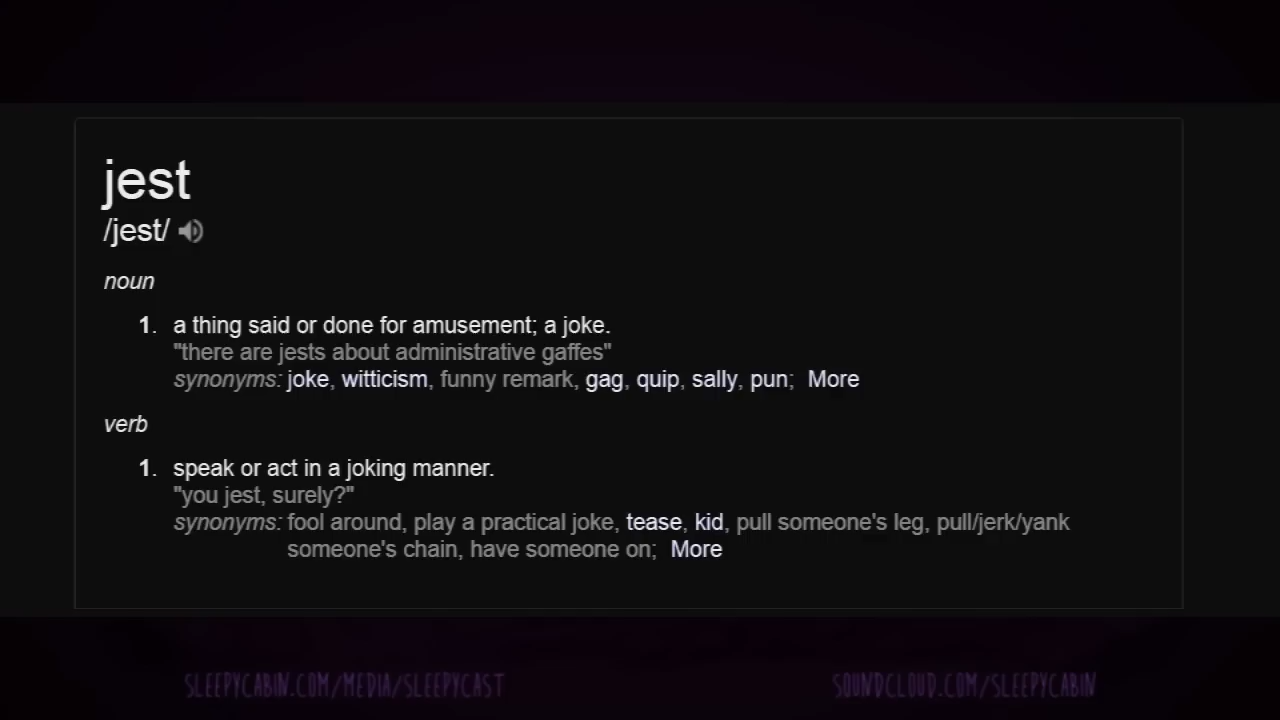 jest
/jest/
noun
1. a thing said or done for amusement; a joke.
"there are jests about administrative gaffes"
synonyms: joke, witticism, funny remark, gag, quip, sally, pun; More
verb
1. speak or act in a joking manner.
"you jest, surely?"
synonyms: fool around, play a practical joke, tease, kid, pull someone's leg, pull/jerk/yank
someone's chain, have someone on; More
SLEEPYCABIN.COM/MEDIA/SLEEPYCAST
SOUNDCLOUD.COM/SLEEPYCABIN